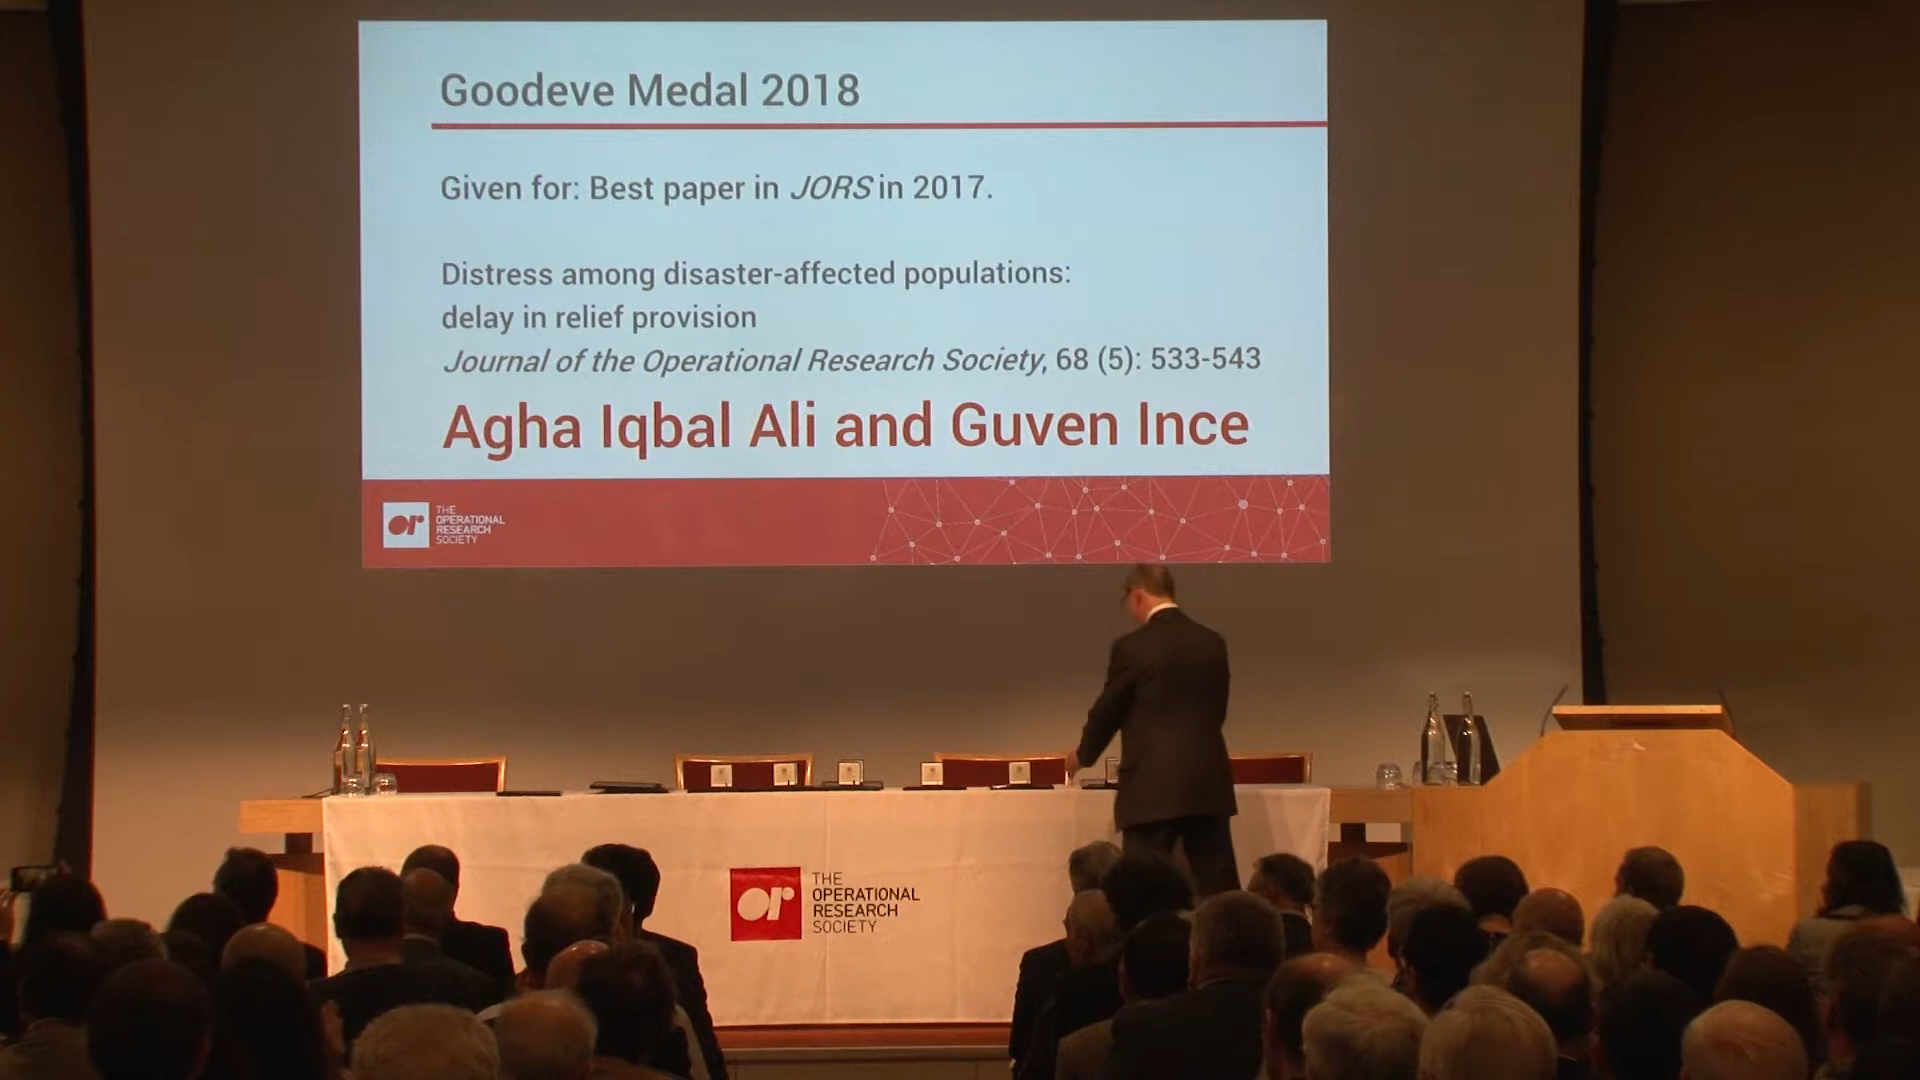 Goodeve Medal 2018
Given for: Best paper in JORS in 2017.
Distress among disaster-affected populations:
delay in relief provision
Journal of the Operational Research Society, 68 (5): 533-543
Agha Iqbal Ali and Guven Ince
or
THE
OPERATIONAL
RESEARCH
SOCIETY
or
THE
OPERATIONAL
RESEARCH
SOCIETY